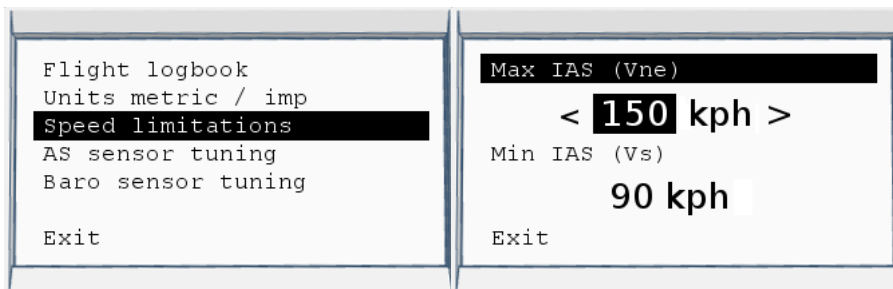 Flight logbook
Units metric / imp
Speed limitations
AS sensor tuning
Baro sensor tuning
Exit
Max IAS (Vne)
< 150 kph >
Min IAS (Vs)
90 kph
Exit